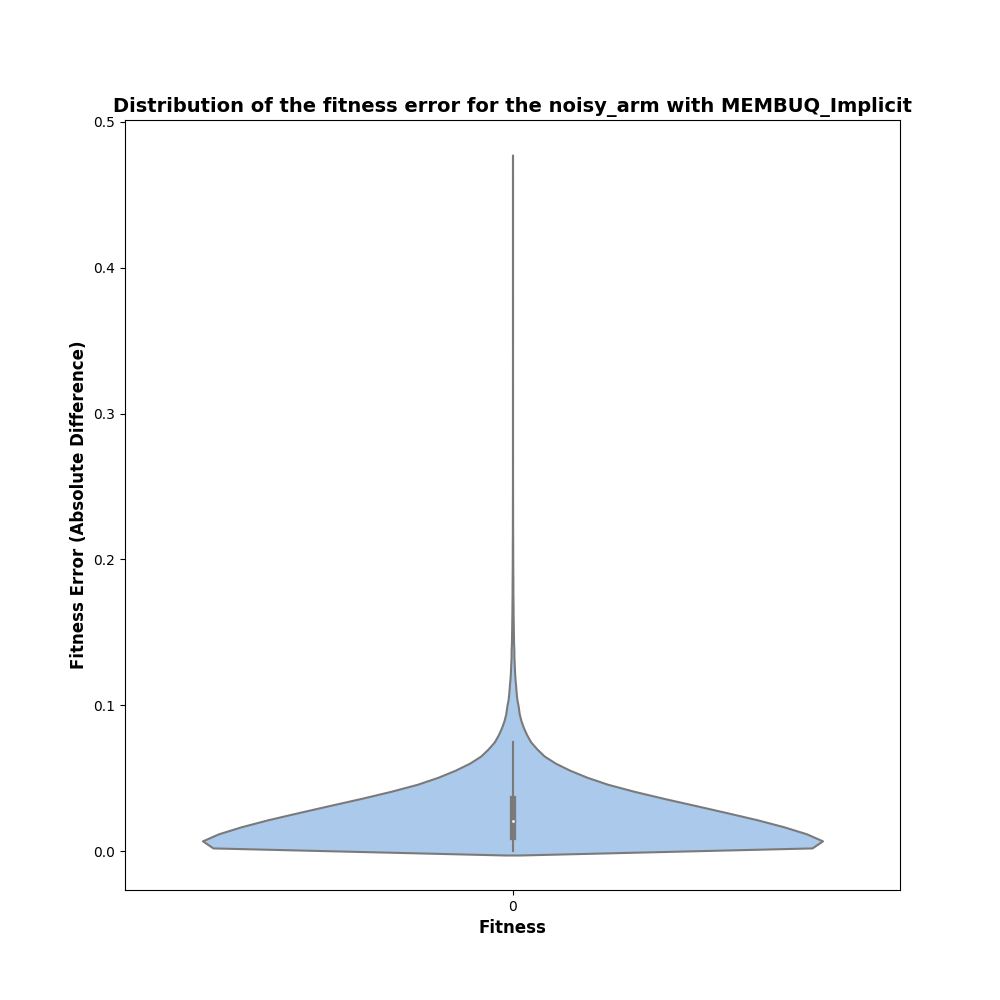 Distribution of the fitness error for the noisy_arm with MEMBUQ_Implicit
0.5
0.4
0.3
0.2
0.1
0.0
Fitness Error (Absolute Difference)
0
Fitness